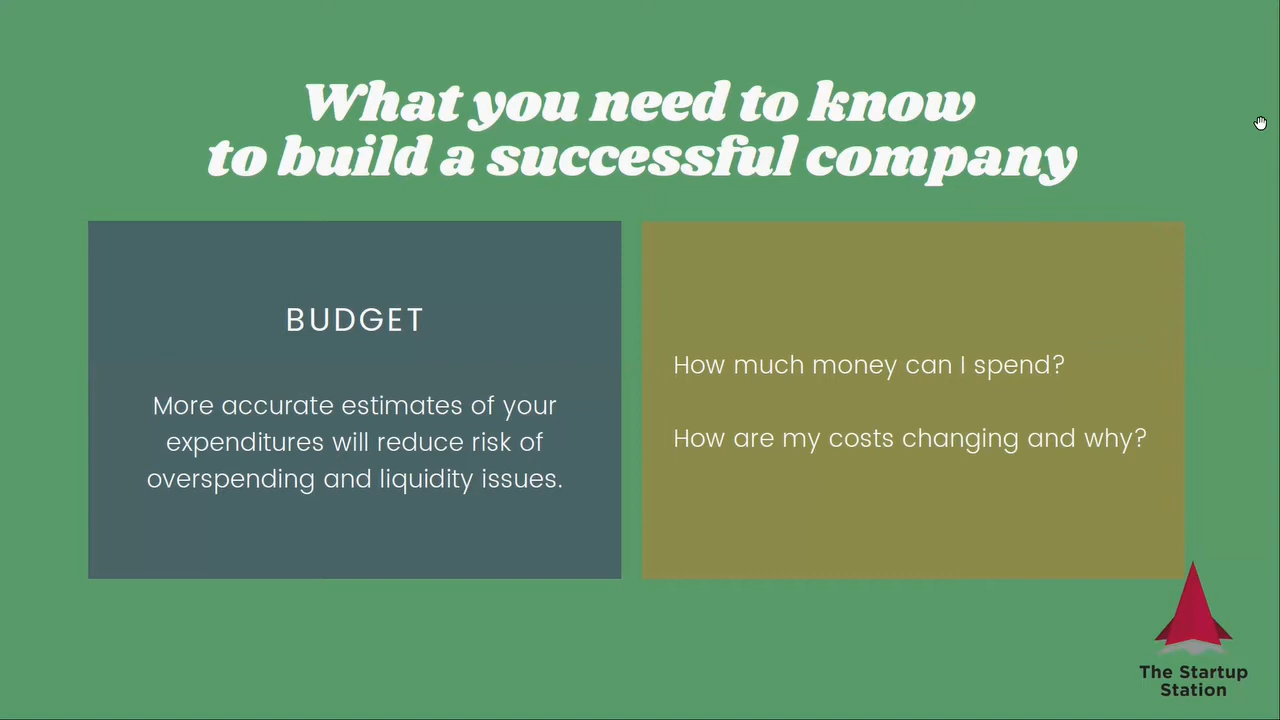 What you need to know
to build a successful company
BUDGET
More accurate estimates of your
expenditures will reduce risk of
overspending and liquidity issues.
How much money can I spend?
How are my costs changing and why?
The Startup
Station